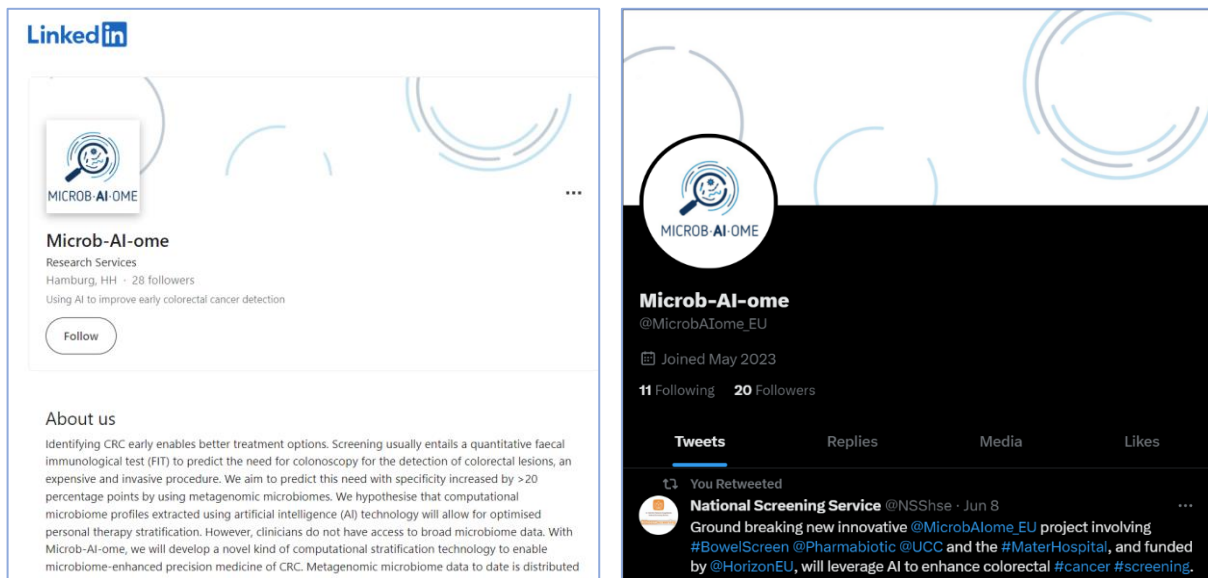 LinkedIn
MICROB·AI·OME
...
Microb-AI-ome
Research Services
Hamburg, HH · 28 followers
Using AI to improve early colorectal cancer detection
Follow
About us
Identifying CRC early enables better treatment options. Screening usually entails a quantitative faecal
immunological test (FIT) to predict the need for colonoscopy for the detection of colorectal lesions, an
expensive and invasive procedure. We aim to predict this need with specificity increased by >20
percentage points by using metagenomic microbiomes. We hypothesise that computational
microbiome profiles extracted using artificial intelligence (AI) technology will allow for optimised
personal therapy stratification. However, clinicians do not have access to broad microbiome data. With
Microb-AI-ome, we will develop a novel kind of computational stratification technology to enable
microbiome-enhanced precision medicine of CRC. Metagenomic microbiome data to date is distributed
MICROB·AI·OME
Microb-AI-ome
@MicrobAIome_EU
Joined May 2023
11 Following 20 Followers
Tweets Replies Media Likes
You Retweeted
National Screening Service @NSShse · Jun 8 ...
Ground breaking new innovative @MicrobAIome_EU project involving
#BowelScreen @Pharmabiotic @UCC and the #MaterHospital, and funded
by @HorizonEU, will leverage AI to enhance colorectal #cancer #screening.